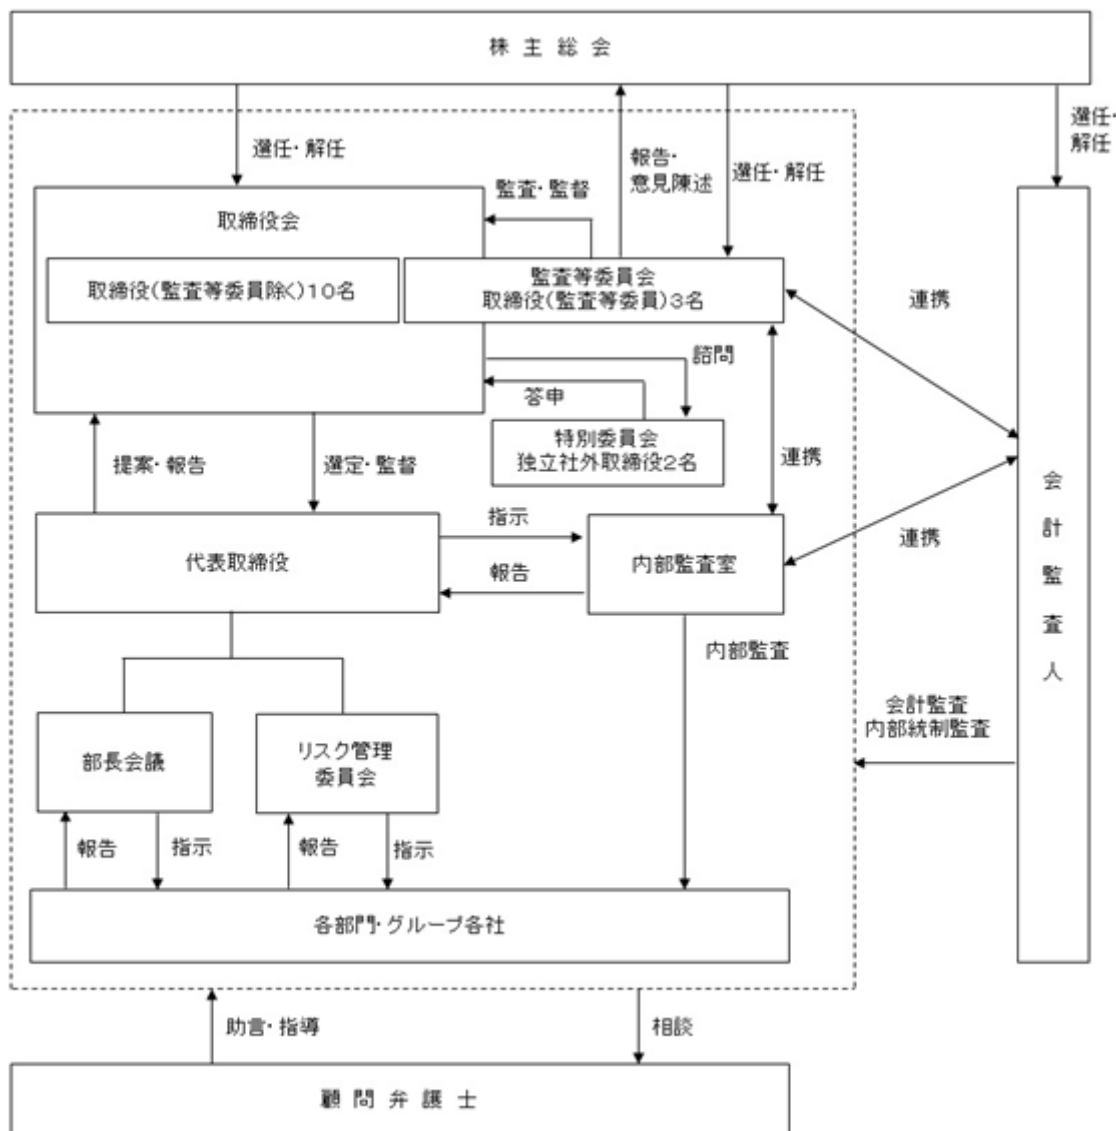 株 主 総 会
選任・解任
報告・
意見陳述
選任・解任
選任・
解任
監査・監督
取締役会
取締役(監査等委員除く)10名
監査等委員会
取締役(監査等委員)3名
連携
諮問
答申
特別委員会
独立社外取締役2名
提案・報告
選定・監督
連携
指示
代表取締役
内部監査室
報告
連携
会計監査人
内部監査
会計監査
内部統制監査
部長会議
リスク管理
委員会
報告
指示
報告
指示
各部門・グループ各社
助言・指導
相談
顧 問 弁 護 士